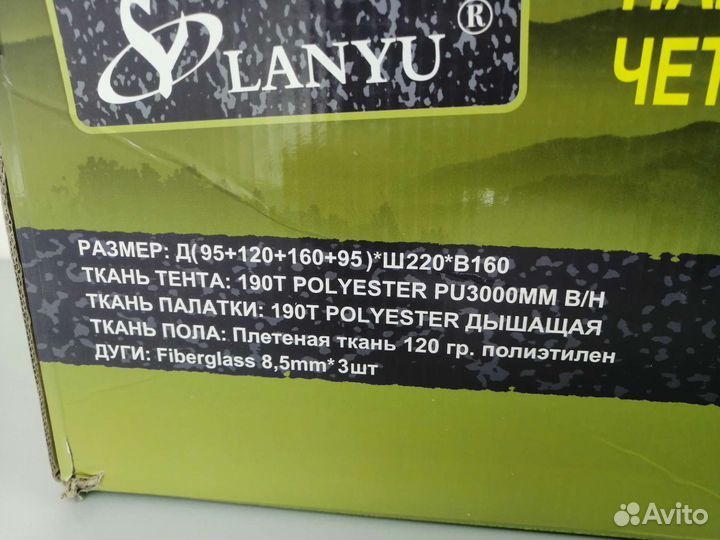 LANYU ®
ЧЕТ
РАЗМЕР: Д(95+120+160+95)*Ш220*В160
ТКАНЬ ТЕНТА: 190T POLYESTER PU3000MM В/Н
ТКАНЬ ПАЛАТКИ: 190T POLYESTER ДЫШАЩАЯ
ТКАНЬ ПОЛА: Плетеная ткань 120 гр. полиэтилен
ДУГИ: Fiberglass 8,5mm*3шт
Avito